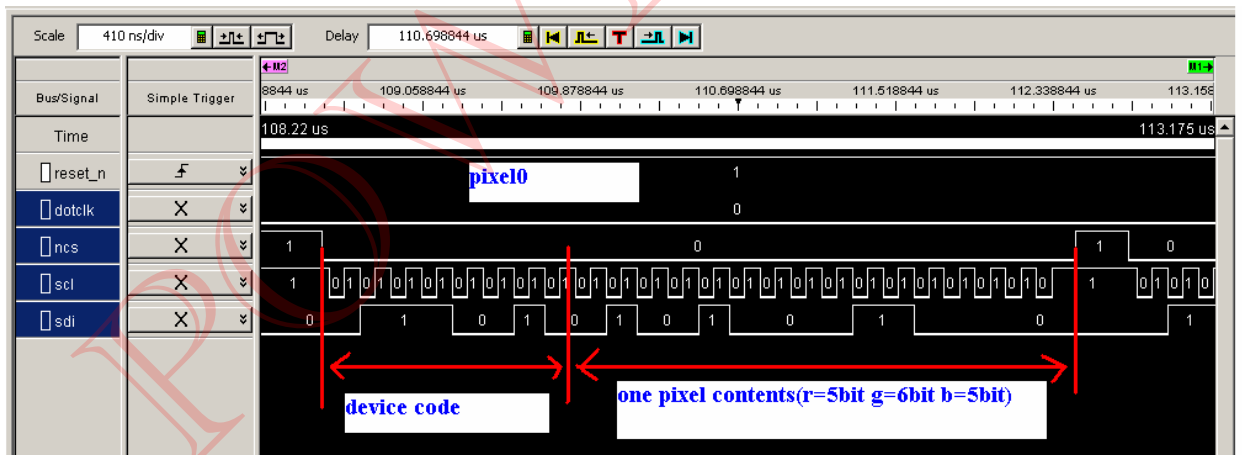 Scale 410 ns/div Delay 110.698844 us T
M2 M1
Bus/Signal Simple Trigger 8844 us 109.058844 us 109.878844 us 110.698844 us 111.518844 us 112.338844 us 113.158
Time 108.22 us 113.175 us
reset_n 1
pixel0
dotclk X 0
ncs X 1 0 1 0
scl X 1 0 1 0 1 0 1 0 1 0 1 0 1 0 1 0 1 0 1 0 1 0 1 0 1 0 1 0 1 0 1 0 1 0 1 0 1 0 1 0 1 0 1 0 1 0 1 0 1 0 1 0
sdi X 0 1 0 1 0 1 0 1 0 1 0 1
device code
one pixel contents(r=5bit g=6bit b=5bit)
POW